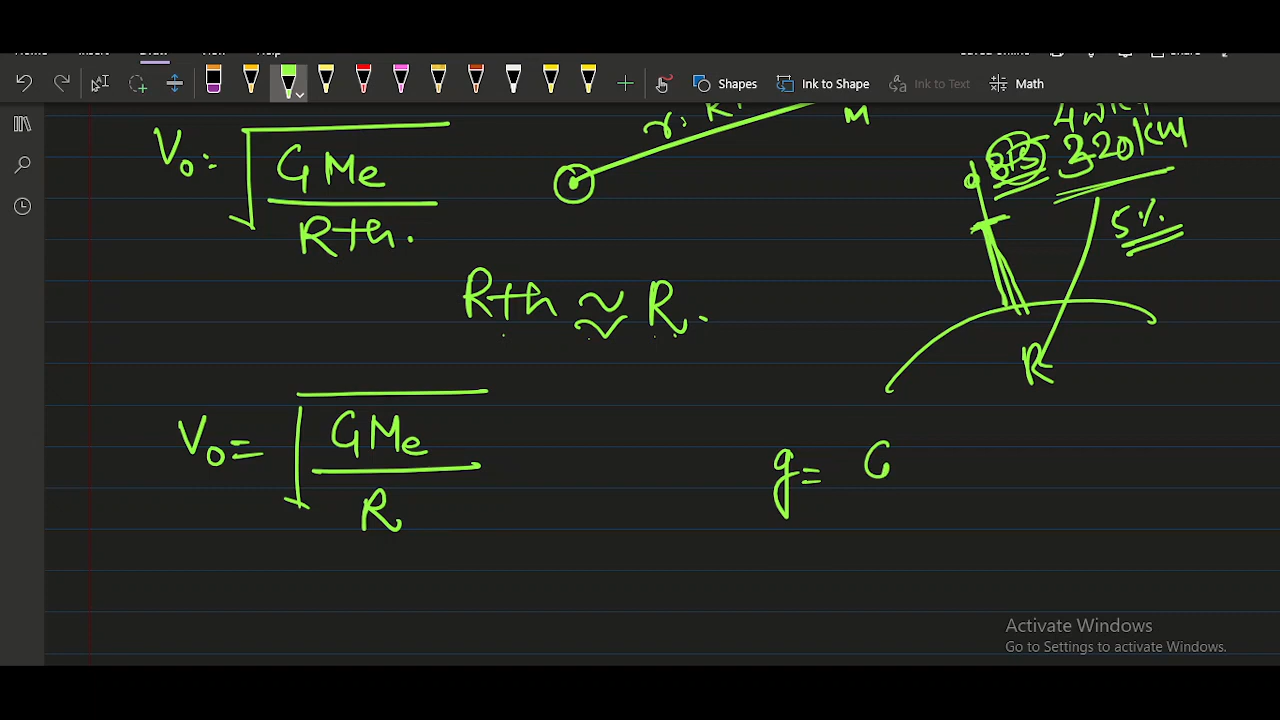 Shapes
Ink to Shape
Ink to Text
Math
V₀ = √(GMe / R+h.)
M
320 km
5%
R+h ≈ R.
R
V₀ = √(GMe / R)
g = G
Activate Windows
Go to Settings to activate Windows.